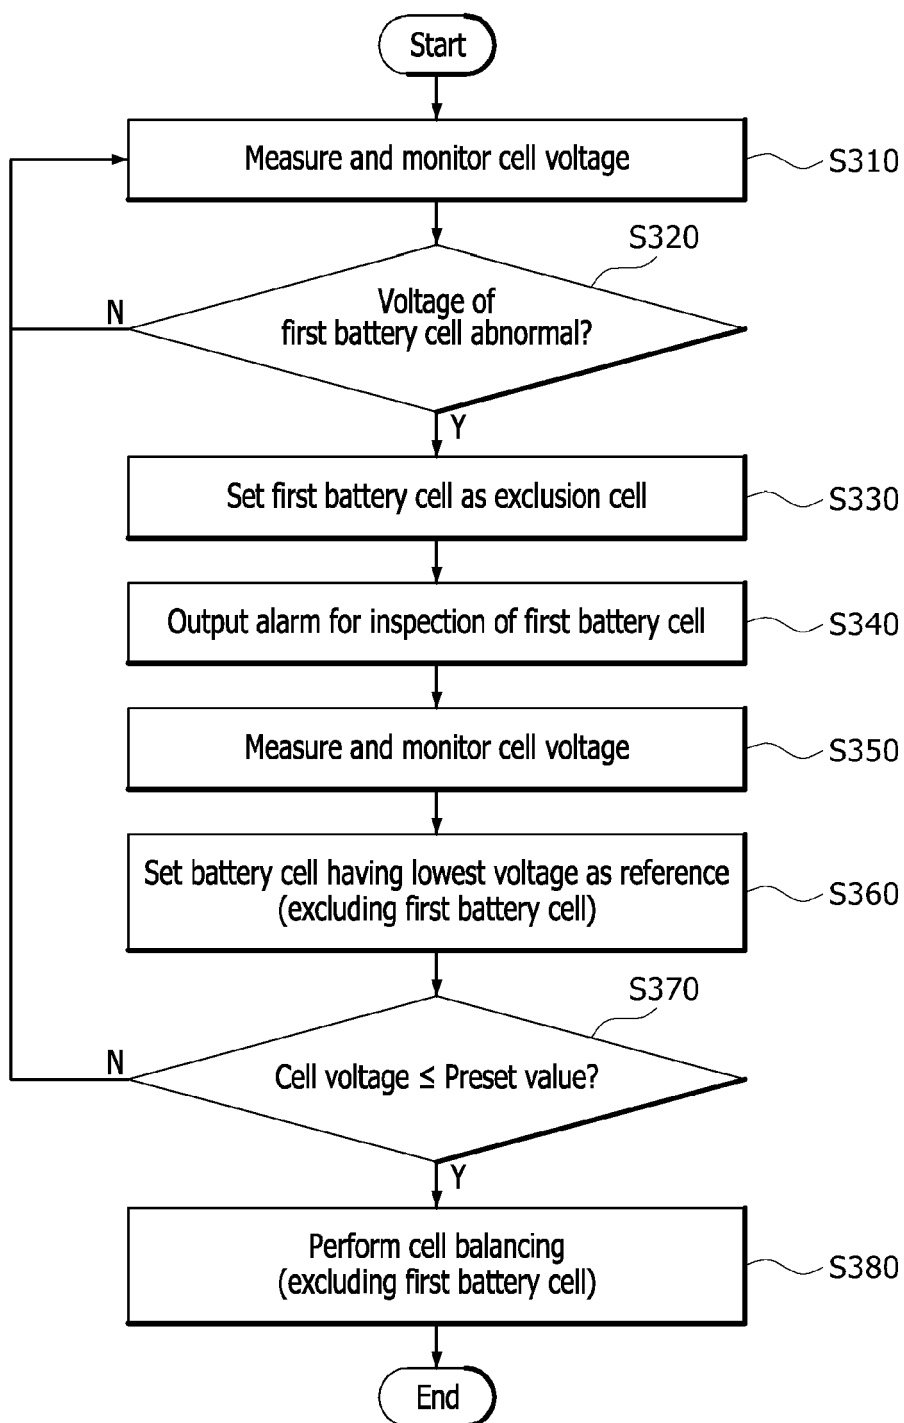 Start
Measure and monitor cell voltage
S310
S320
Voltage of
first battery cell abnormal?
N
Y
Set first battery cell as exclusion cell
S330
Output alarm for inspection of first battery cell
S340
Measure and monitor cell voltage
S350
Set battery cell having lowest voltage as reference
(excluding first battery cell)
S360
S370
Cell voltage ≤ Preset value?
N
Y
Perform cell balancing
(excluding first battery cell)
S380
End